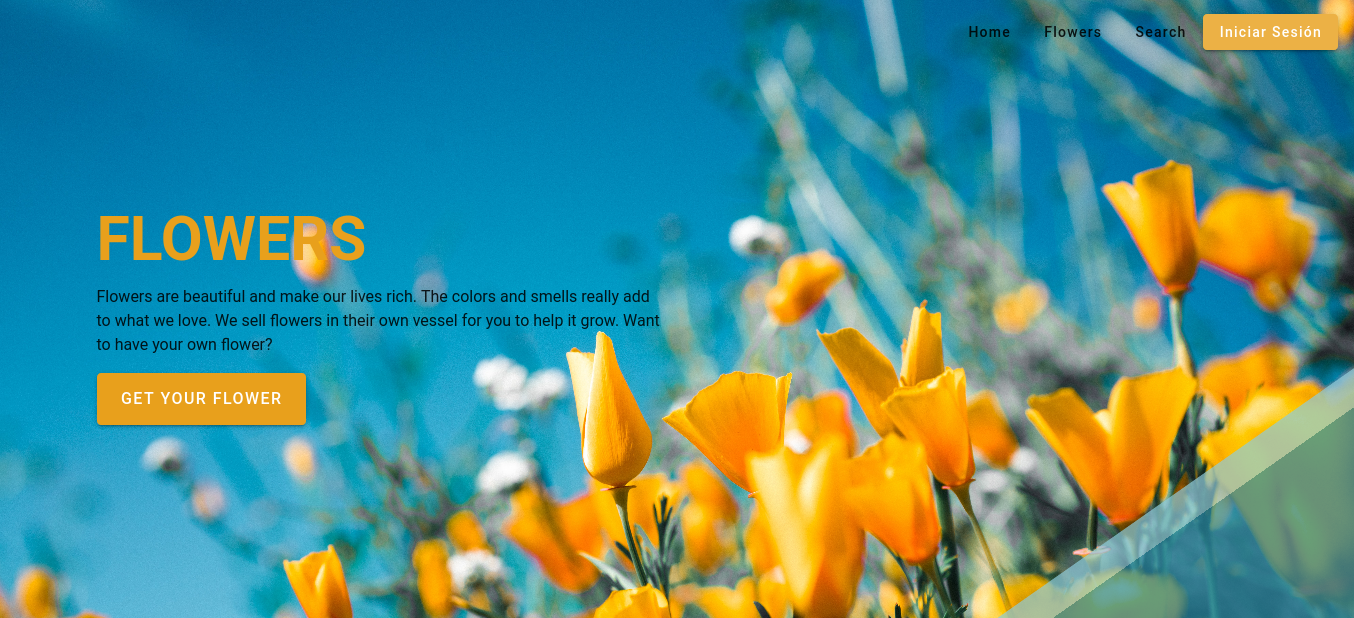 Home Flowers Search Iniciar Sesión
FLOWERS
Flowers are beautiful and make our lives rich. The colors and smells really add
to what we love. We sell flowers in their own vessel for you to help it grow. Want
to have your own flower?
GET YOUR FLOWER